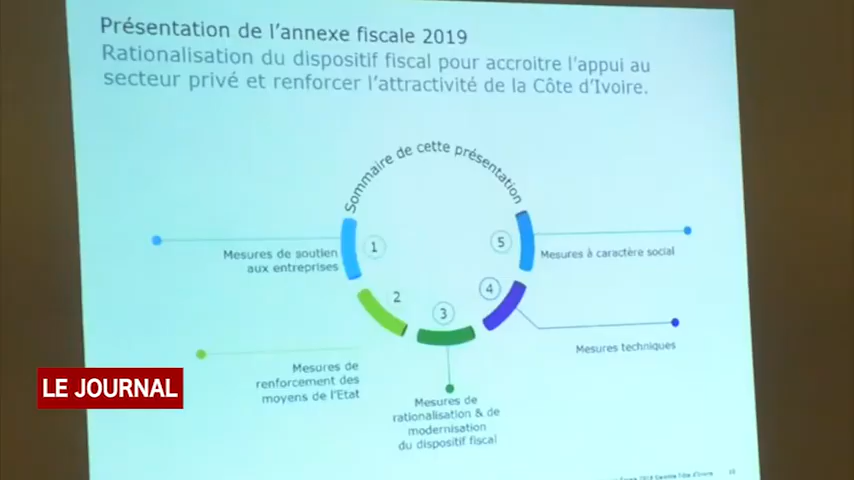 Présentation de l'annexe fiscale 2019
Rationalisation du dispositif fiscal pour accroitre l'appui au
secteur privé et renforcer l'attractivité de la Côte d'Ivoire.
Sommaire de cette présentation
1
Mesures de soutien
aux entreprises
2
Mesures de
renforcement des
moyens de l'Etat
3
Mesures de
rationalisation & de
modernisation
du dispositif fiscal
4
Mesures techniques
5
Mesures à caractère social
LE JOURNAL
Côte d'Ivoire